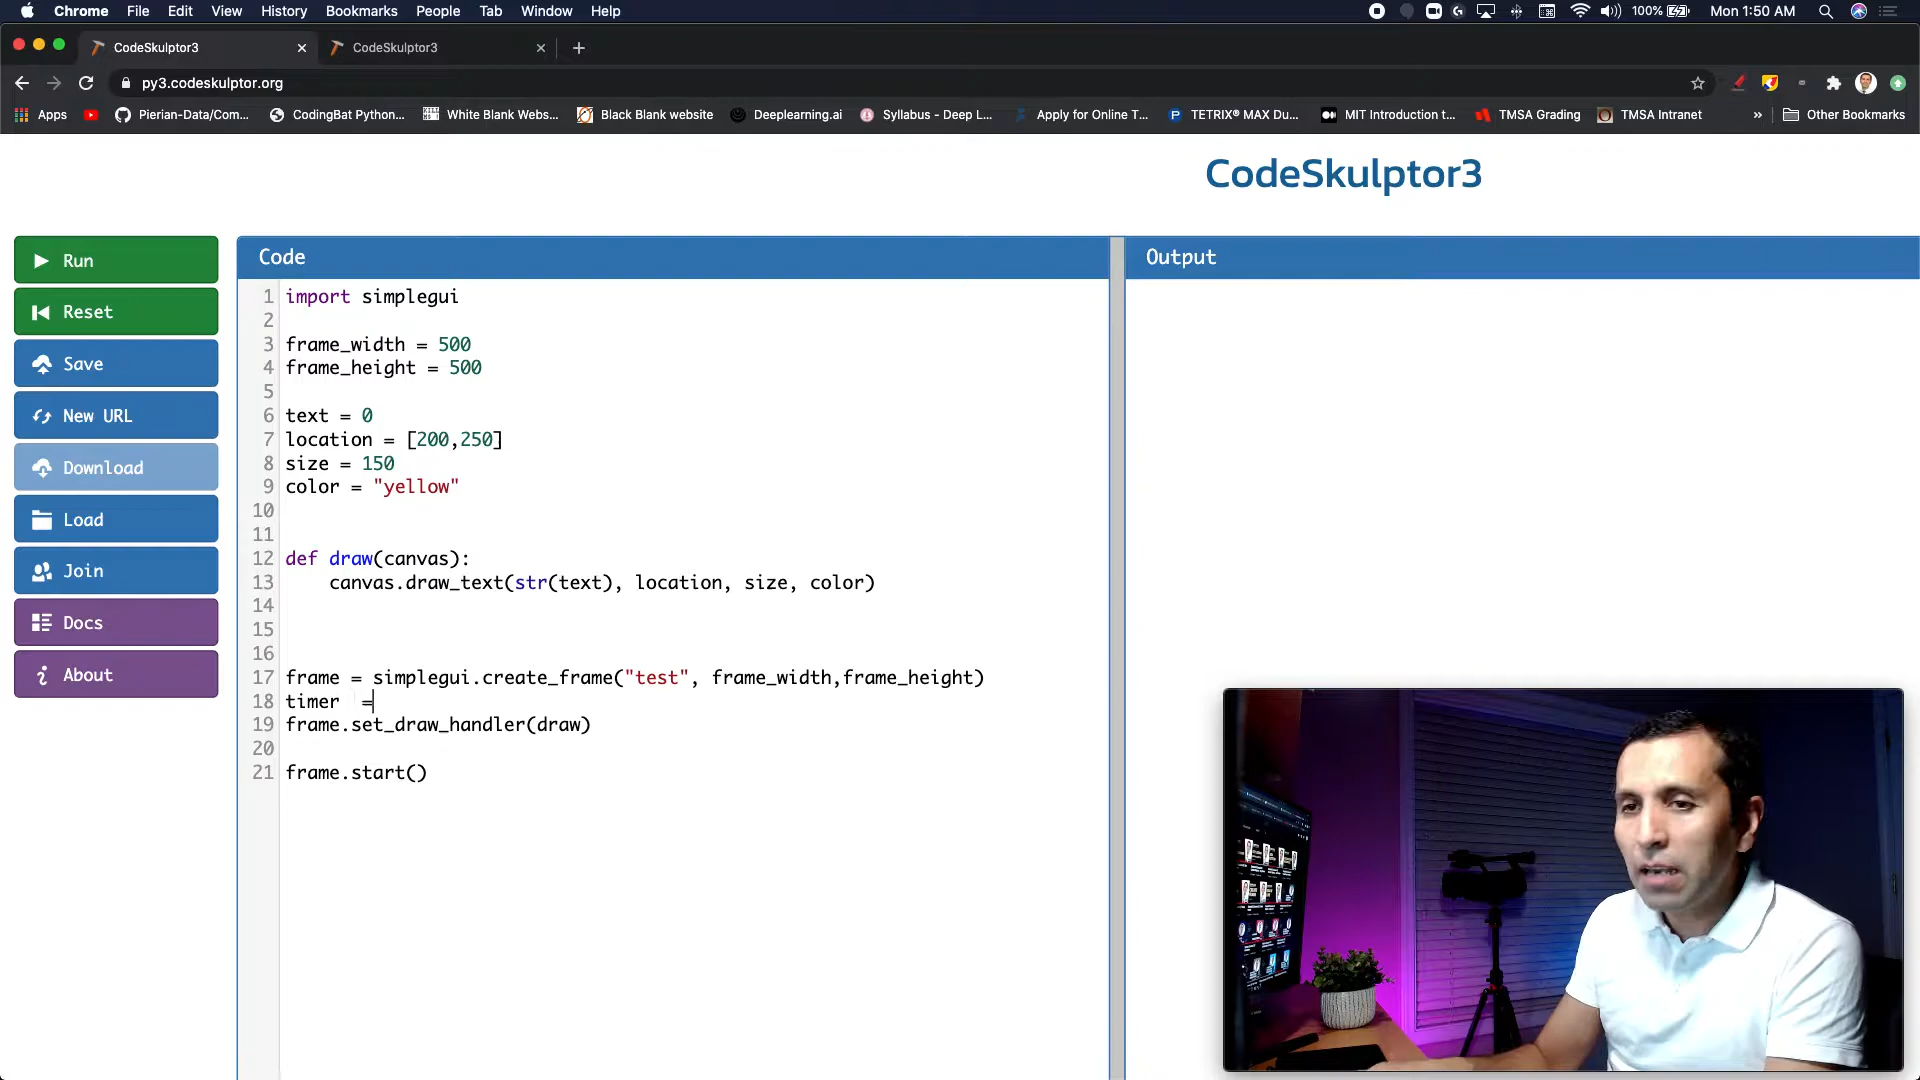 Chrome File Edit View History Bookmarks People Tab Window Help 100% Mon 1:50 AM
CodeSkulptor3 CodeSkulptor3
py3.codeskulptor.org
Apps Pierian-Data/Com... CodingBat Python... White Blank Webs... Black Blank website Deeplearning.ai Syllabus - Deep L... Apply for Online T... TETRIX® MAX Du... MIT Introduction t... TMSA Grading TMSA Intranet » Other Bookmarks
CodeSkulptor3
Run
Reset
Save
New URL
Download
Load
Join
Docs
About
Code
1 import simplegui
2
3 frame_width = 500
4 frame_height = 500
5
6 text = 0
7 location = [200,250]
8 size = 150
9 color = "yellow"
10
11
12 def draw(canvas):
13     canvas.draw_text(str(text), location, size, color)
14
15
16
17 frame = simplegui.create_frame("test", frame_width,frame_height)
18 timer  =
19 frame.set_draw_handler(draw)
20
21 frame.start()
Output